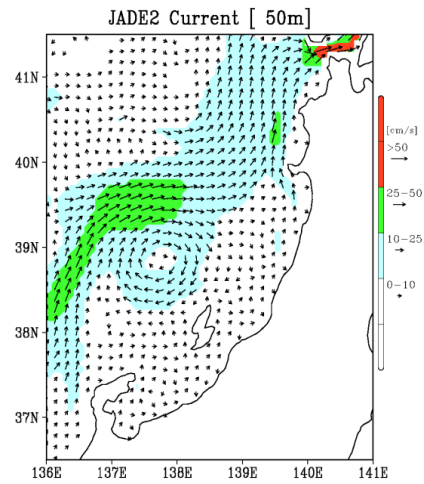 JADE2 Current [ 50m]
41N
40N
39N
38N
37N
136E 137E 138E 139E 140E 141E
[cm/s]
>50
25-50
10-25
0-10